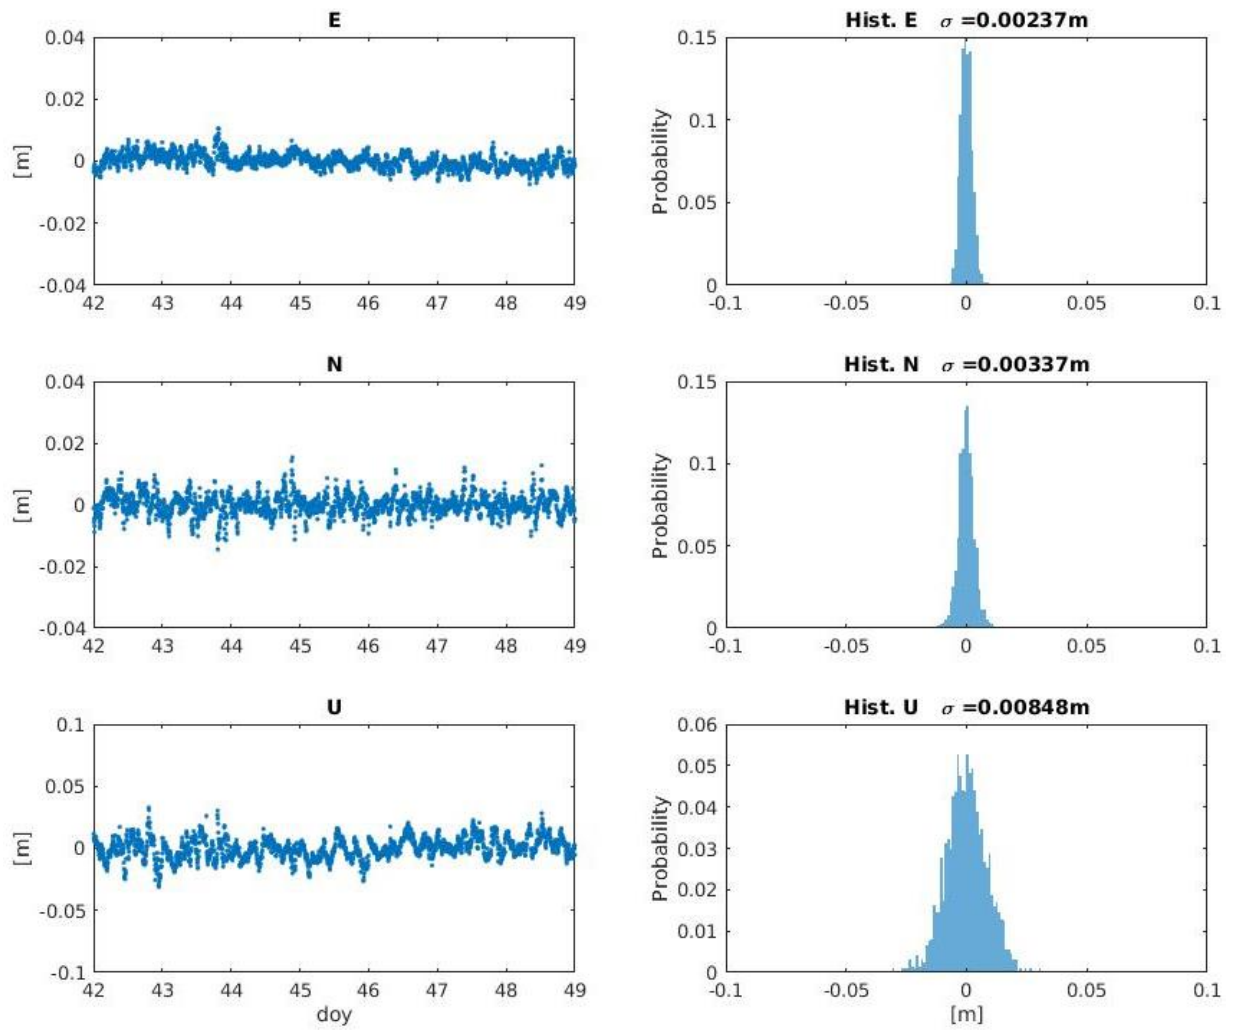 E
0.04
0.02
0
-0.02
-0.04
[m]
42 43 44 45 46 47 48 49
Hist. E σ =0.00237m
0.15
0.1
0.05
0
Probability
-0.1 -0.05 0 0.05 0.1
N
0.04
0.02
0
-0.02
-0.04
[m]
42 43 44 45 46 47 48 49
Hist. N σ =0.00337m
0.15
0.1
0.05
0
Probability
-0.1 -0.05 0 0.05 0.1
U
0.1
0.05
0
-0.05
-0.1
[m]
42 43 44 45 46 47 48 49
doy
Hist. U σ =0.00848m
0.06
0.05
0.04
0.03
0.02
0.01
0
Probability
-0.1 -0.05 0 0.05 0.1
[m]